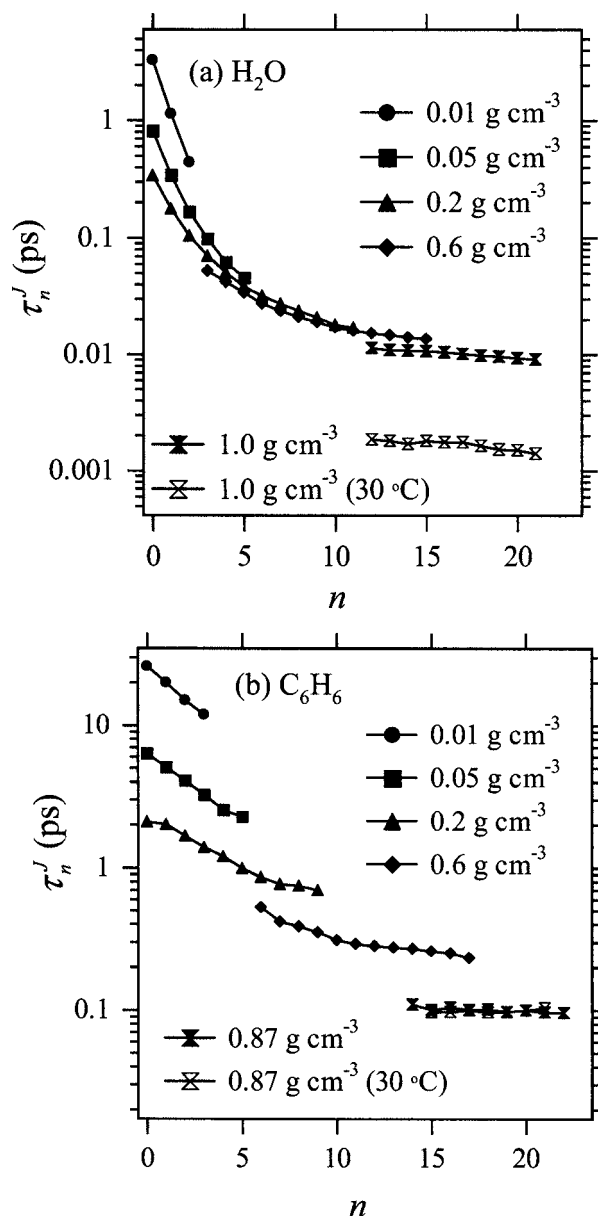 (a) H₂O
0.01 g cm⁻³
0.05 g cm⁻³
0.2 g cm⁻³
0.6 g cm⁻³
1.0 g cm⁻³
1.0 g cm⁻³ (30 °C)
1
0.1
0.01
0.001
τₙᴶ (ps)
0 5 10 15 20
n
(b) C₆H₆
0.01 g cm⁻³
0.05 g cm⁻³
0.2 g cm⁻³
0.6 g cm⁻³
0.87 g cm⁻³
0.87 g cm⁻³ (30 °C)
10
1
0.1
τₙᴶ (ps)
0 5 10 15 20
n